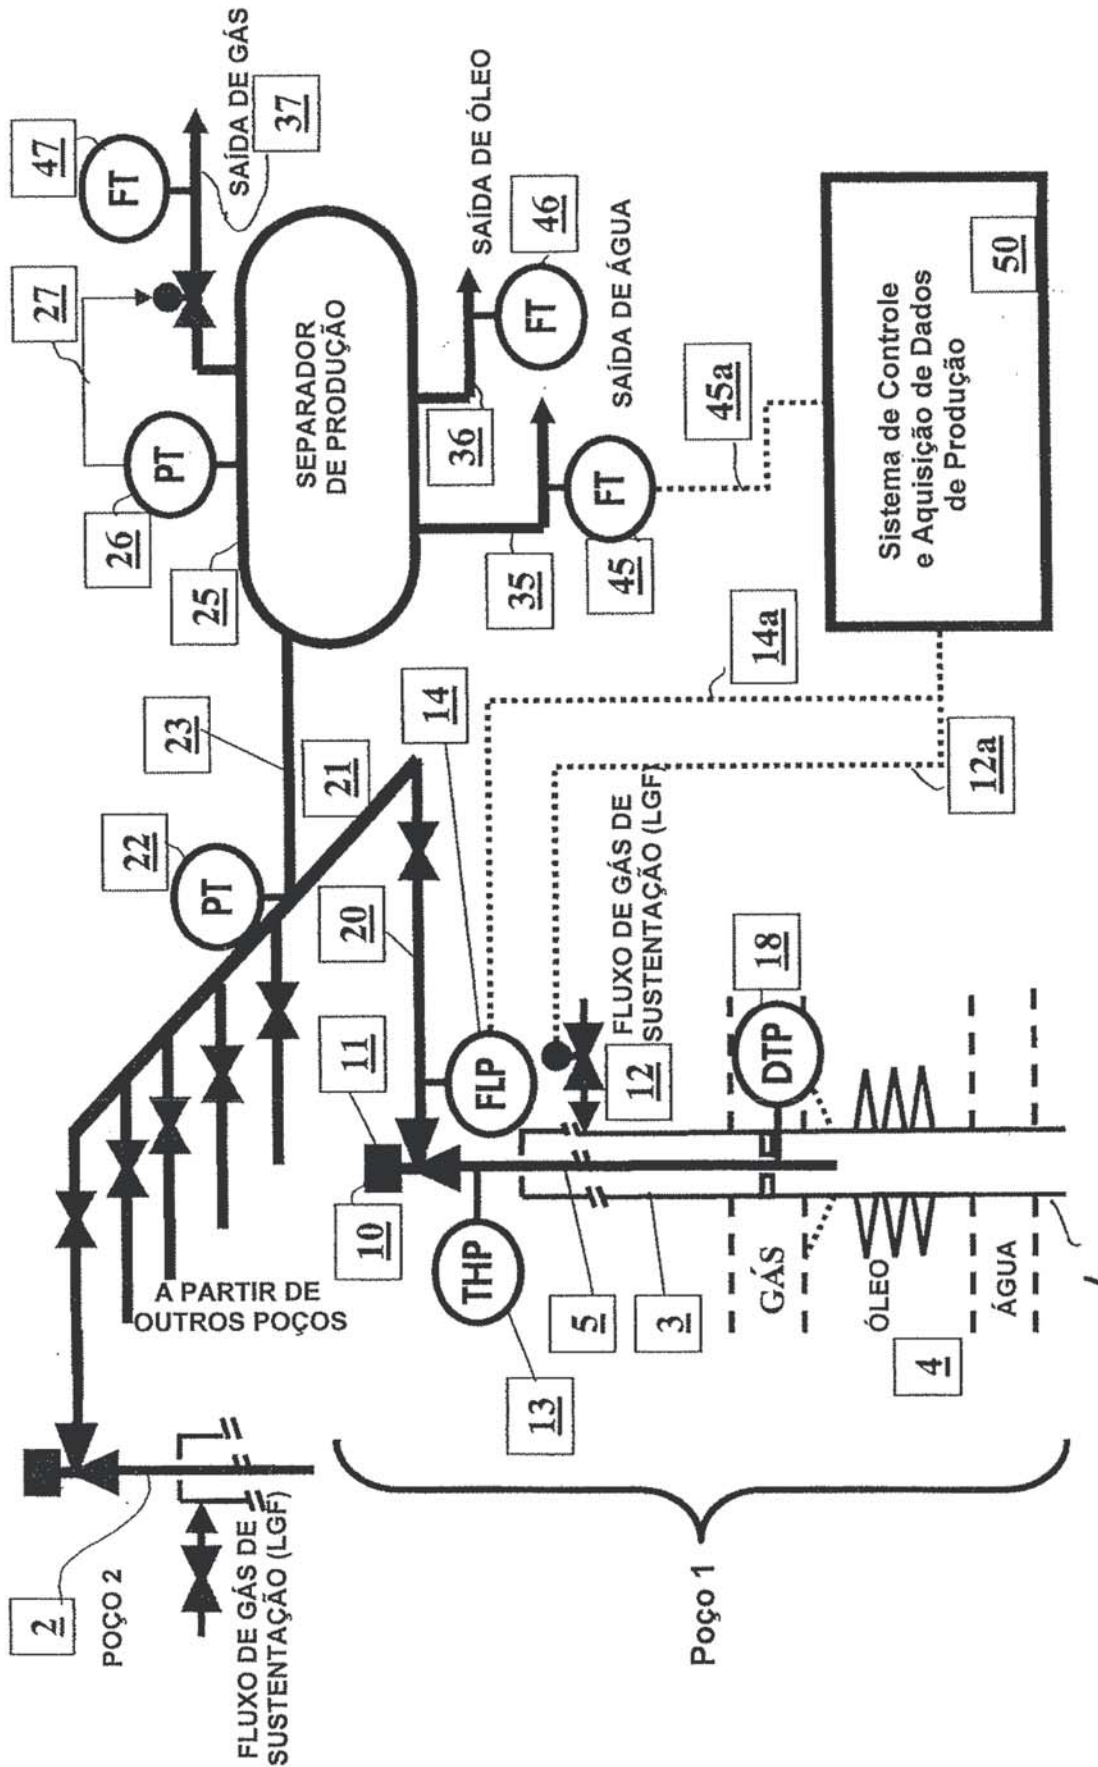 2
POÇO 2
FLUXO DE GÁS DE
SUSTENTAÇÃO (LGF)
A PARTIR DE
OUTROS POÇOS
22
PT
23
21
20
14
26
PT
27
25
SEPARADOR
DE PRODUÇÃO
47
FT
SAÍDA DE GÁS
37
SAÍDA DE ÓLEO
36
46
FT
SAÍDA DE ÁGUA
35
45
FT
45a
14a
12a
Sistema de Controle
e Aquisição de Dados
de Produção
50
Poço 1
10
11
13
THP
FLP
5
3
12
FLUXO DE GÁS DE
SUSTENTAÇÃO (LGF)
18
DTP
GÁS
ÓLEO
ÁGUA
4